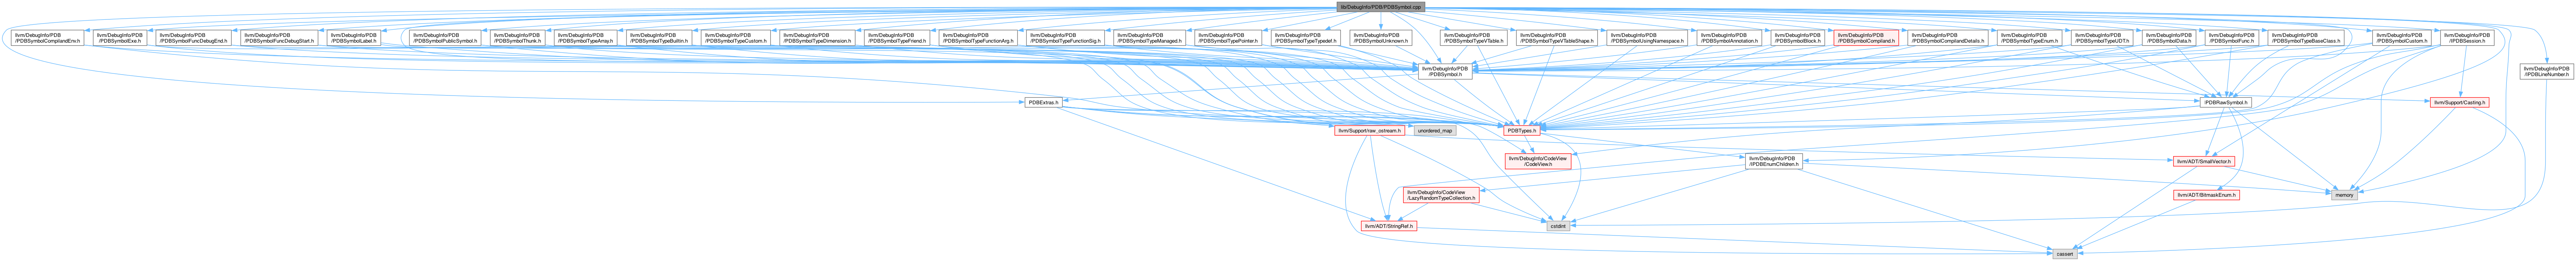 lib/DebugInfo/PDB/PDBSymbol.cpp
llvm/DebugInfo/PDB
/PDBSymbolCompilandEnv.h
llvm/DebugInfo/PDB
/PDBSymbolExe.h
llvm/DebugInfo/PDB
/PDBSymbolFuncDebugEnd.h
llvm/DebugInfo/PDB
/PDBSymbolFuncDebugStart.h
llvm/DebugInfo/PDB
/PDBSymbolLabel.h
llvm/DebugInfo/PDB
/PDBSymbolPublicSymbol.h
llvm/DebugInfo/PDB
/PDBSymbolThunk.h
llvm/DebugInfo/PDB
/PDBSymbolTypeArray.h
llvm/DebugInfo/PDB
/PDBSymbolTypeBuiltin.h
llvm/DebugInfo/PDB
/PDBSymbolTypeCustom.h
llvm/DebugInfo/PDB
/PDBSymbolTypeDimension.h
llvm/DebugInfo/PDB
/PDBSymbolTypeFriend.h
llvm/DebugInfo/PDB
/PDBSymbolTypeFunctionArg.h
llvm/DebugInfo/PDB
/PDBSymbolTypeFunctionSig.h
llvm/DebugInfo/PDB
/PDBSymbolTypeManaged.h
llvm/DebugInfo/PDB
/PDBSymbolTypePointer.h
llvm/DebugInfo/PDB
/PDBSymbolTypeTypedef.h
llvm/DebugInfo/PDB
/PDBSymbolUnknown.h
llvm/DebugInfo/PDB
/PDBSymbolTypeVTable.h
llvm/DebugInfo/PDB
/PDBSymbolTypeVTableShape.h
llvm/DebugInfo/PDB
/PDBSymbolUsingNamespace.h
llvm/DebugInfo/PDB
/PDBSymbolAnnotation.h
llvm/DebugInfo/PDB
/PDBSymbolBlock.h
llvm/DebugInfo/PDB
/PDBSymbolCompiland.h
llvm/DebugInfo/PDB
/PDBSymbolCompilandDetails.h
llvm/DebugInfo/PDB
/PDBSymbolTypeEnum.h
llvm/DebugInfo/PDB
/PDBSymbolTypeUDT.h
llvm/DebugInfo/PDB
/PDBSymbolData.h
llvm/DebugInfo/PDB
/PDBSymbolFunc.h
llvm/DebugInfo/PDB
/PDBSymbolTypeBaseClass.h
llvm/DebugInfo/PDB
/PDBSymbolCustom.h
llvm/DebugInfo/PDB
/IPDBSession.h
llvm/DebugInfo/PDB
/PDBSymbol.h
llvm/DebugInfo/PDB
/IPDBLineNumber.h
PDBExtras.h
IPDBRawSymbol.h
llvm/Support/Casting.h
llvm/Support/raw_ostream.h
unordered_map
PDBTypes.h
llvm/DebugInfo/CodeView
/CodeView.h
llvm/DebugInfo/PDB
/IPDBEnumChildren.h
llvm/ADT/SmallVector.h
llvm/DebugInfo/CodeView
/LazyRandomTypeCollection.h
llvm/ADT/BitmaskEnum.h
memory
llvm/ADT/StringRef.h
cstdint
cassert